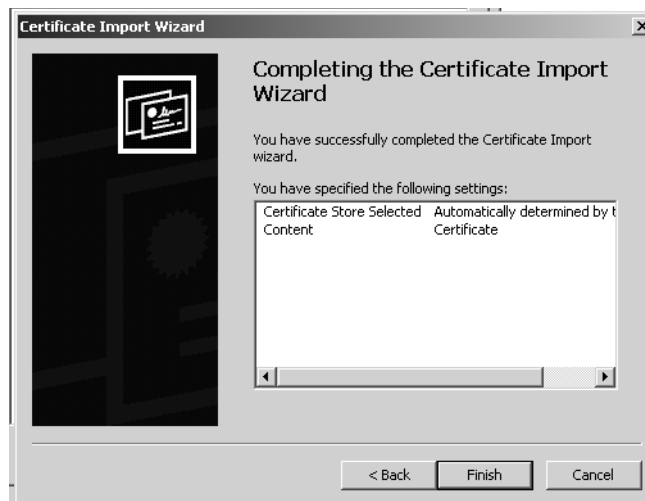 Certificate Import Wizard
Completing the Certificate Import
Wizard
You have successfully completed the Certificate Import
wizard.
You have specified the following settings:
Certificate Store Selected Automatically determined by t
Content Certificate
< Back Finish Cancel